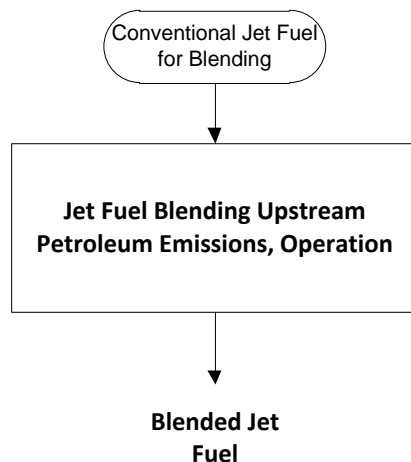 Conventional Jet Fuel
for Blending
Jet Fuel Blending Upstream
Petroleum Emissions, Operation
Blended Jet
Fuel